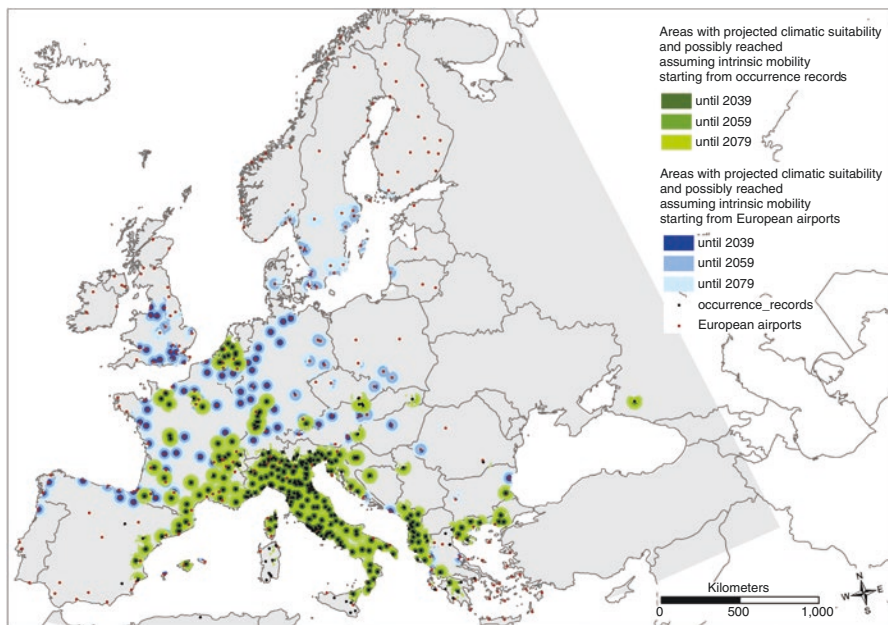 Areas with projected climatic suitability
and possibly reached
assuming intrinsic mobility
starting from occurrence records
until 2039
until 2059
until 2079
Areas with projected climatic suitability
and possibly reached
assuming intrinsic mobility
starting from European airports
until 2039
until 2059
until 2079
occurrence_records
European airports
Kilometers
0 500 1,000
N
W E
S